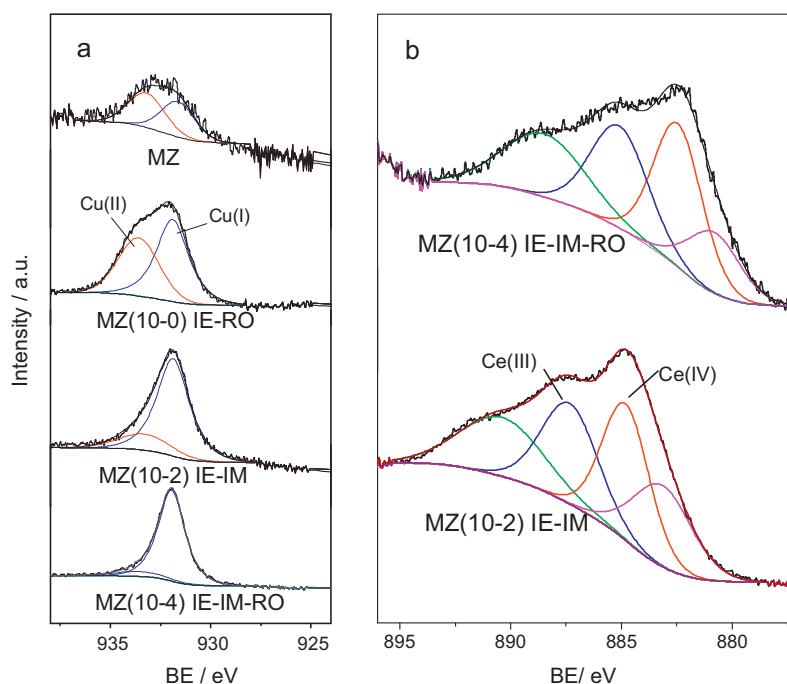 a
MZ
Cu(II)
Cu(I)
MZ(10-0) IE-RO
MZ(10-2) IE-IM
MZ(10-4) IE-IM-RO
935
930
925
BE / eV
Intensity / a.u.
b
MZ(10-4) IE-IM-RO
Ce(III)
Ce(IV)
MZ(10-2) IE-IM
895
890
885
880
BE/ eV